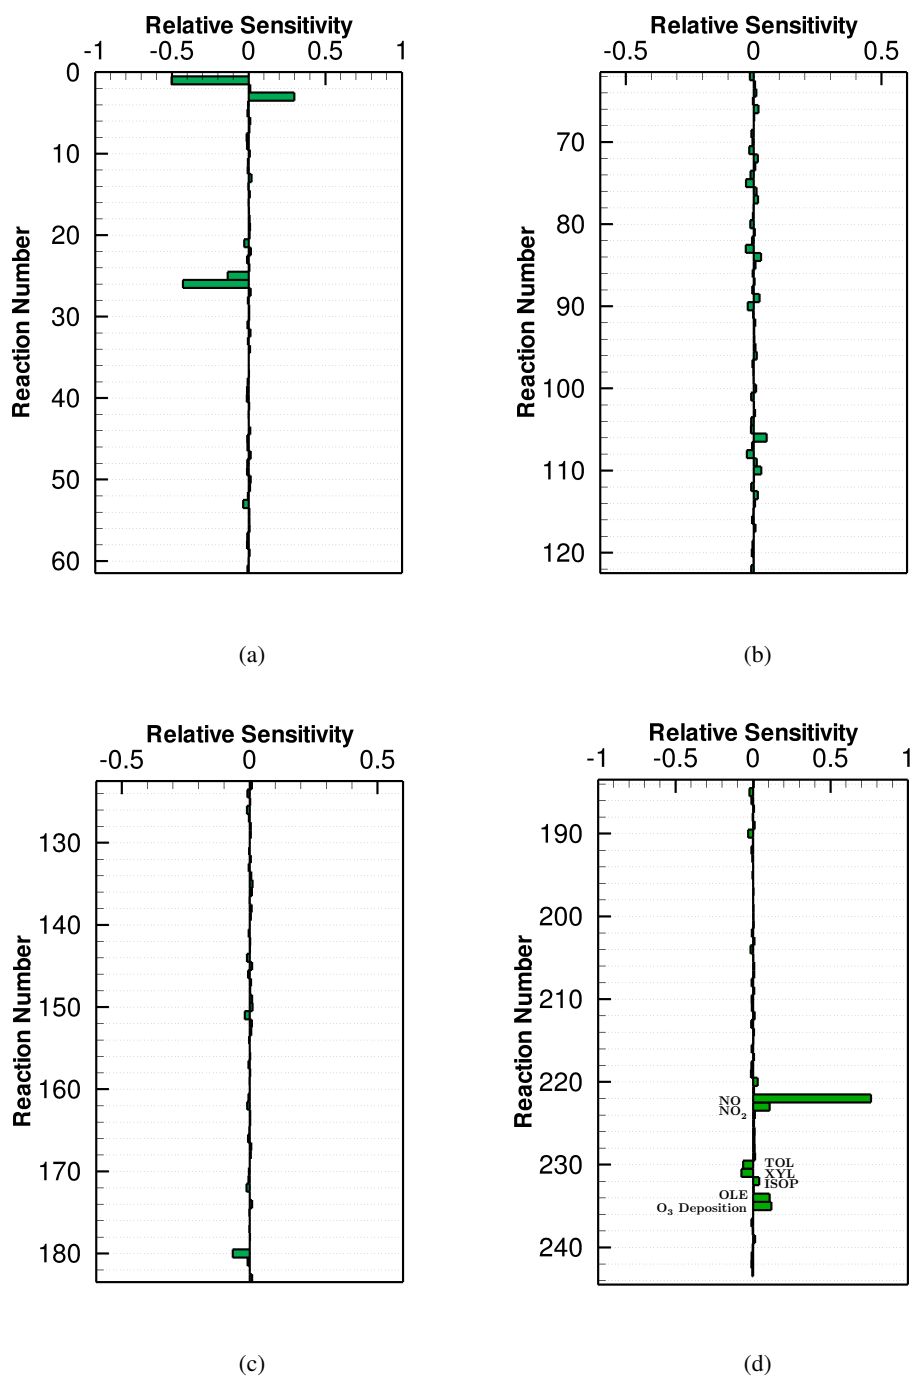 Relative Sensitivity
-1 -0.5 0 0.5 1
0
10
20
30
40
50
60
Reaction Number
(a)
Relative Sensitivity
-0.5 0 0.5
70
80
90
100
110
120
Reaction Number
(b)
Relative Sensitivity
-0.5 0 0.5
130
140
150
160
170
180
Reaction Number
(c)
Relative Sensitivity
-1 -0.5 0 0.5 1
190
200
210
220
230
240
Reaction Number
NO
NO₂
TOL
XYL
ISOP
OLE
O₃ Deposition
(d)